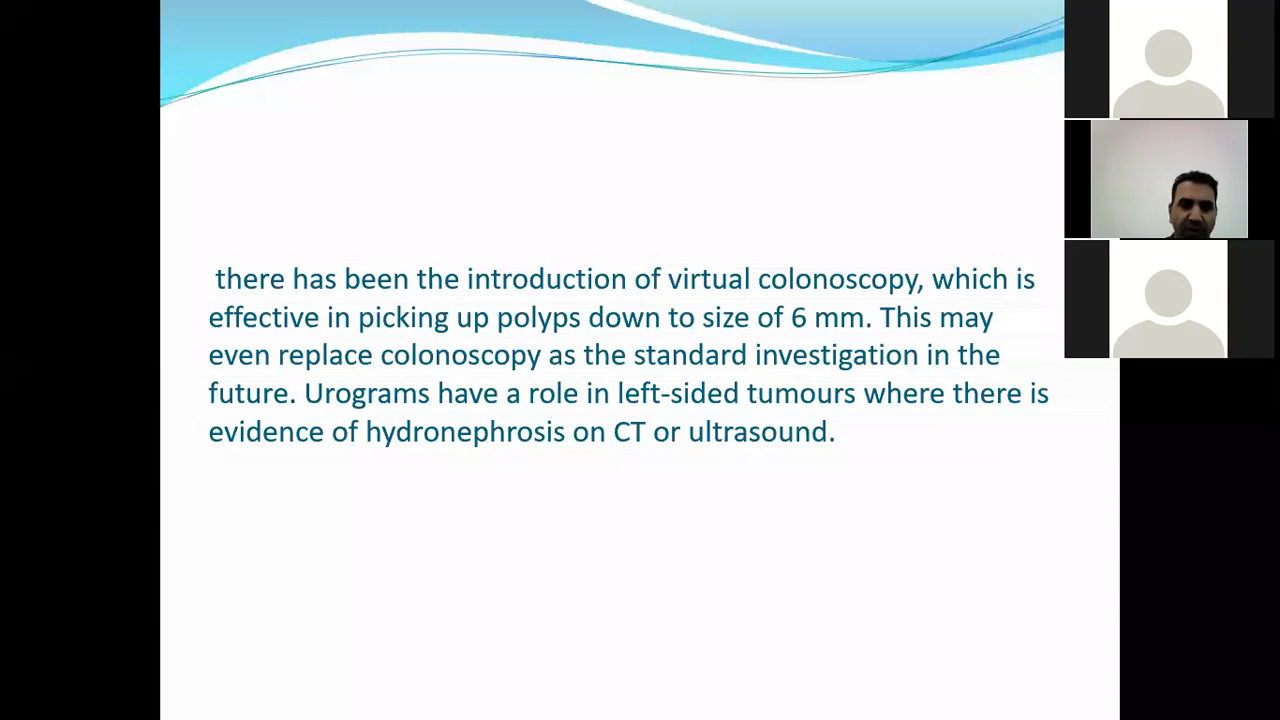 there has been the introduction of virtual colonoscopy, which is
effective in picking up polyps down to size of 6 mm. This may
even replace colonoscopy as the standard investigation in the
future. Urograms have a role in left-sided tumours where there is
evidence of hydronephrosis on CT or ultrasound.